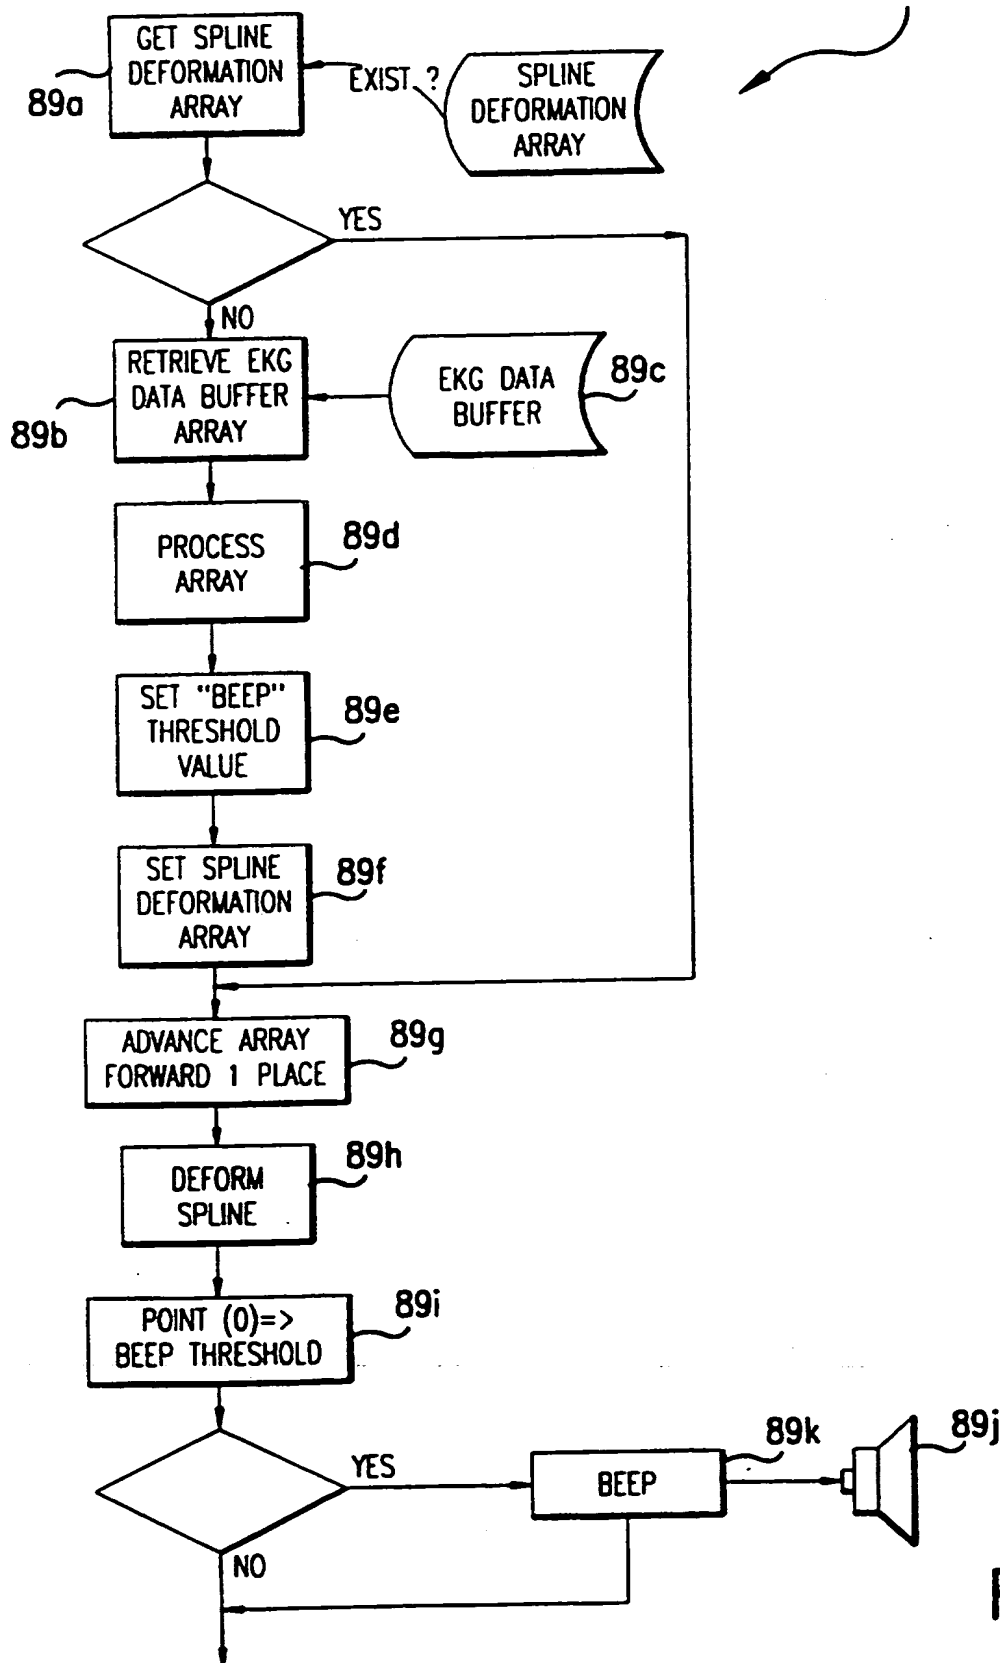 GET SPLINE
DEFORMATION
ARRAY
89a
EXIST ?
SPLINE
DEFORMATION
ARRAY
YES
NO
RETRIEVE EKG
DATA BUFFER
ARRAY
89b
EKG DATA
BUFFER
89c
PROCESS
ARRAY
89d
SET "BEEP"
THRESHOLD
VALUE
89e
SET SPLINE
DEFORMATION
ARRAY
89f
ADVANCE ARRAY
FORWARD 1 PLACE
89g
DEFORM
SPLINE
89h
POINT (0)=>
BEEP THRESHOLD
89i
YES
BEEP
89k
89j
NO